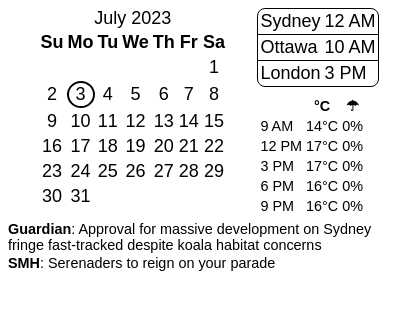 July 2023
Su Mo Tu We Th Fr Sa
1
2 3 4 5 6 7 8
9 10 11 12 13 14 15
16 17 18 19 20 21 22
23 24 25 26 27 28 29
30 31
Sydney 12 AM
Ottawa 10 AM
London 3 PM
°C ☂
9 AM 14°C 0%
12 PM 17°C 0%
3 PM 17°C 0%
6 PM 16°C 0%
9 PM 16°C 0%
Guardian: Approval for massive development on Sydney
fringe fast-tracked despite koala habitat concerns
SMH: Serenaders to reign on your parade